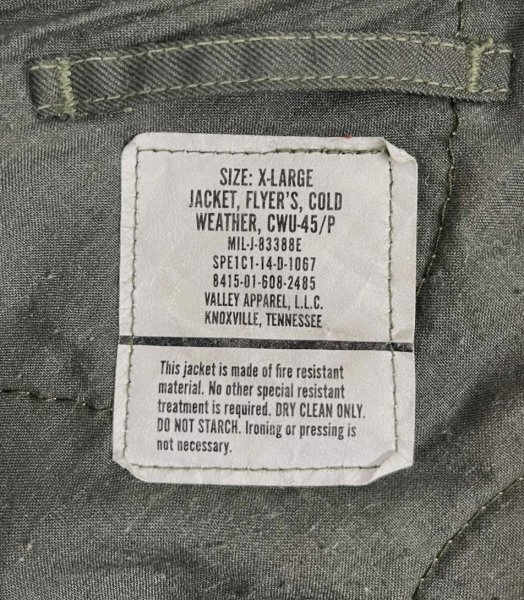 SIZE: X-LARGE
JACKET, FLYER'S, COLD
WEATHER, CWU-45/P
MIL-J-83388E
SPE1C1-14-D-1067
8415-01-608-2485
VALLEY APPAREL, L.L.C.
KNOXVILLE, TENNESSEE
This jacket is made of fire resistant
material. No other special resistant
treatment is required. DRY CLEAN ONLY.
DO NOT STARCH. Ironing or pressing is
not necessary.